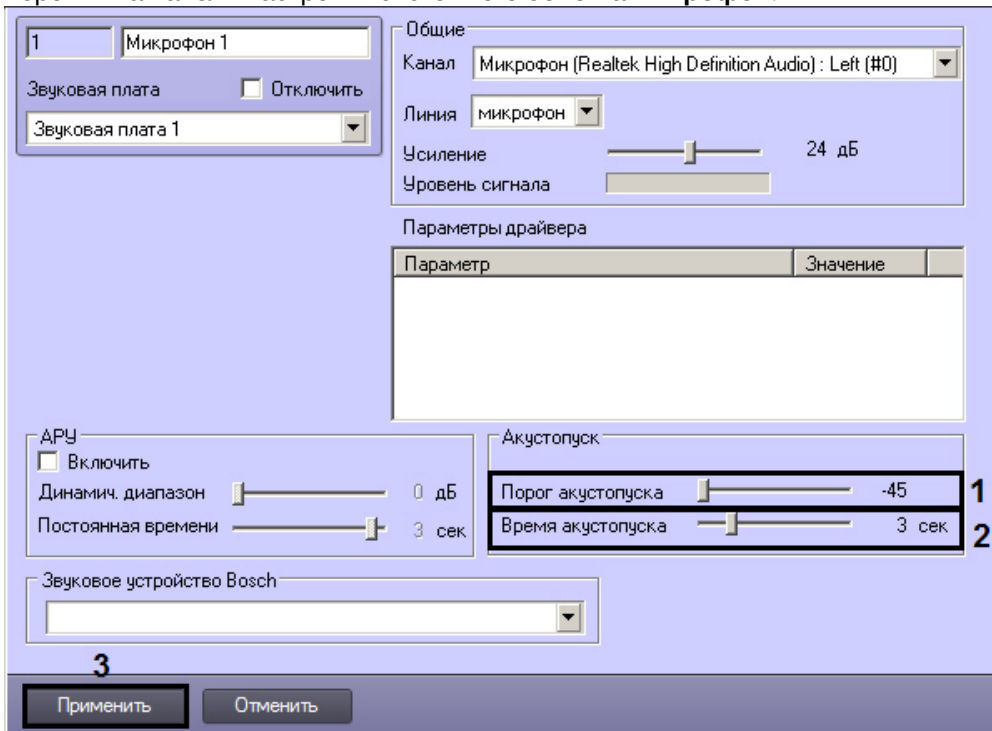 1
Микрофон 1
Звуковая плата
Отключить
Звуковая плата 1
Общие
Канал
Микрофон (Realtek High Definition Audio) : Left (#0)
Линия
микрофон
Усиление
24 дБ
Уровень сигнала
Параметры драйвера
Параметр
Значение
АРУ
Включить
Динамич. диапазон
0 дБ
Постоянная времени
3 сек
Акустопуск
Порог акустопуска
-45
1
Время акустопуска
3 сек
2
Звуковое устройство Bosch
3
Применить
Отменить